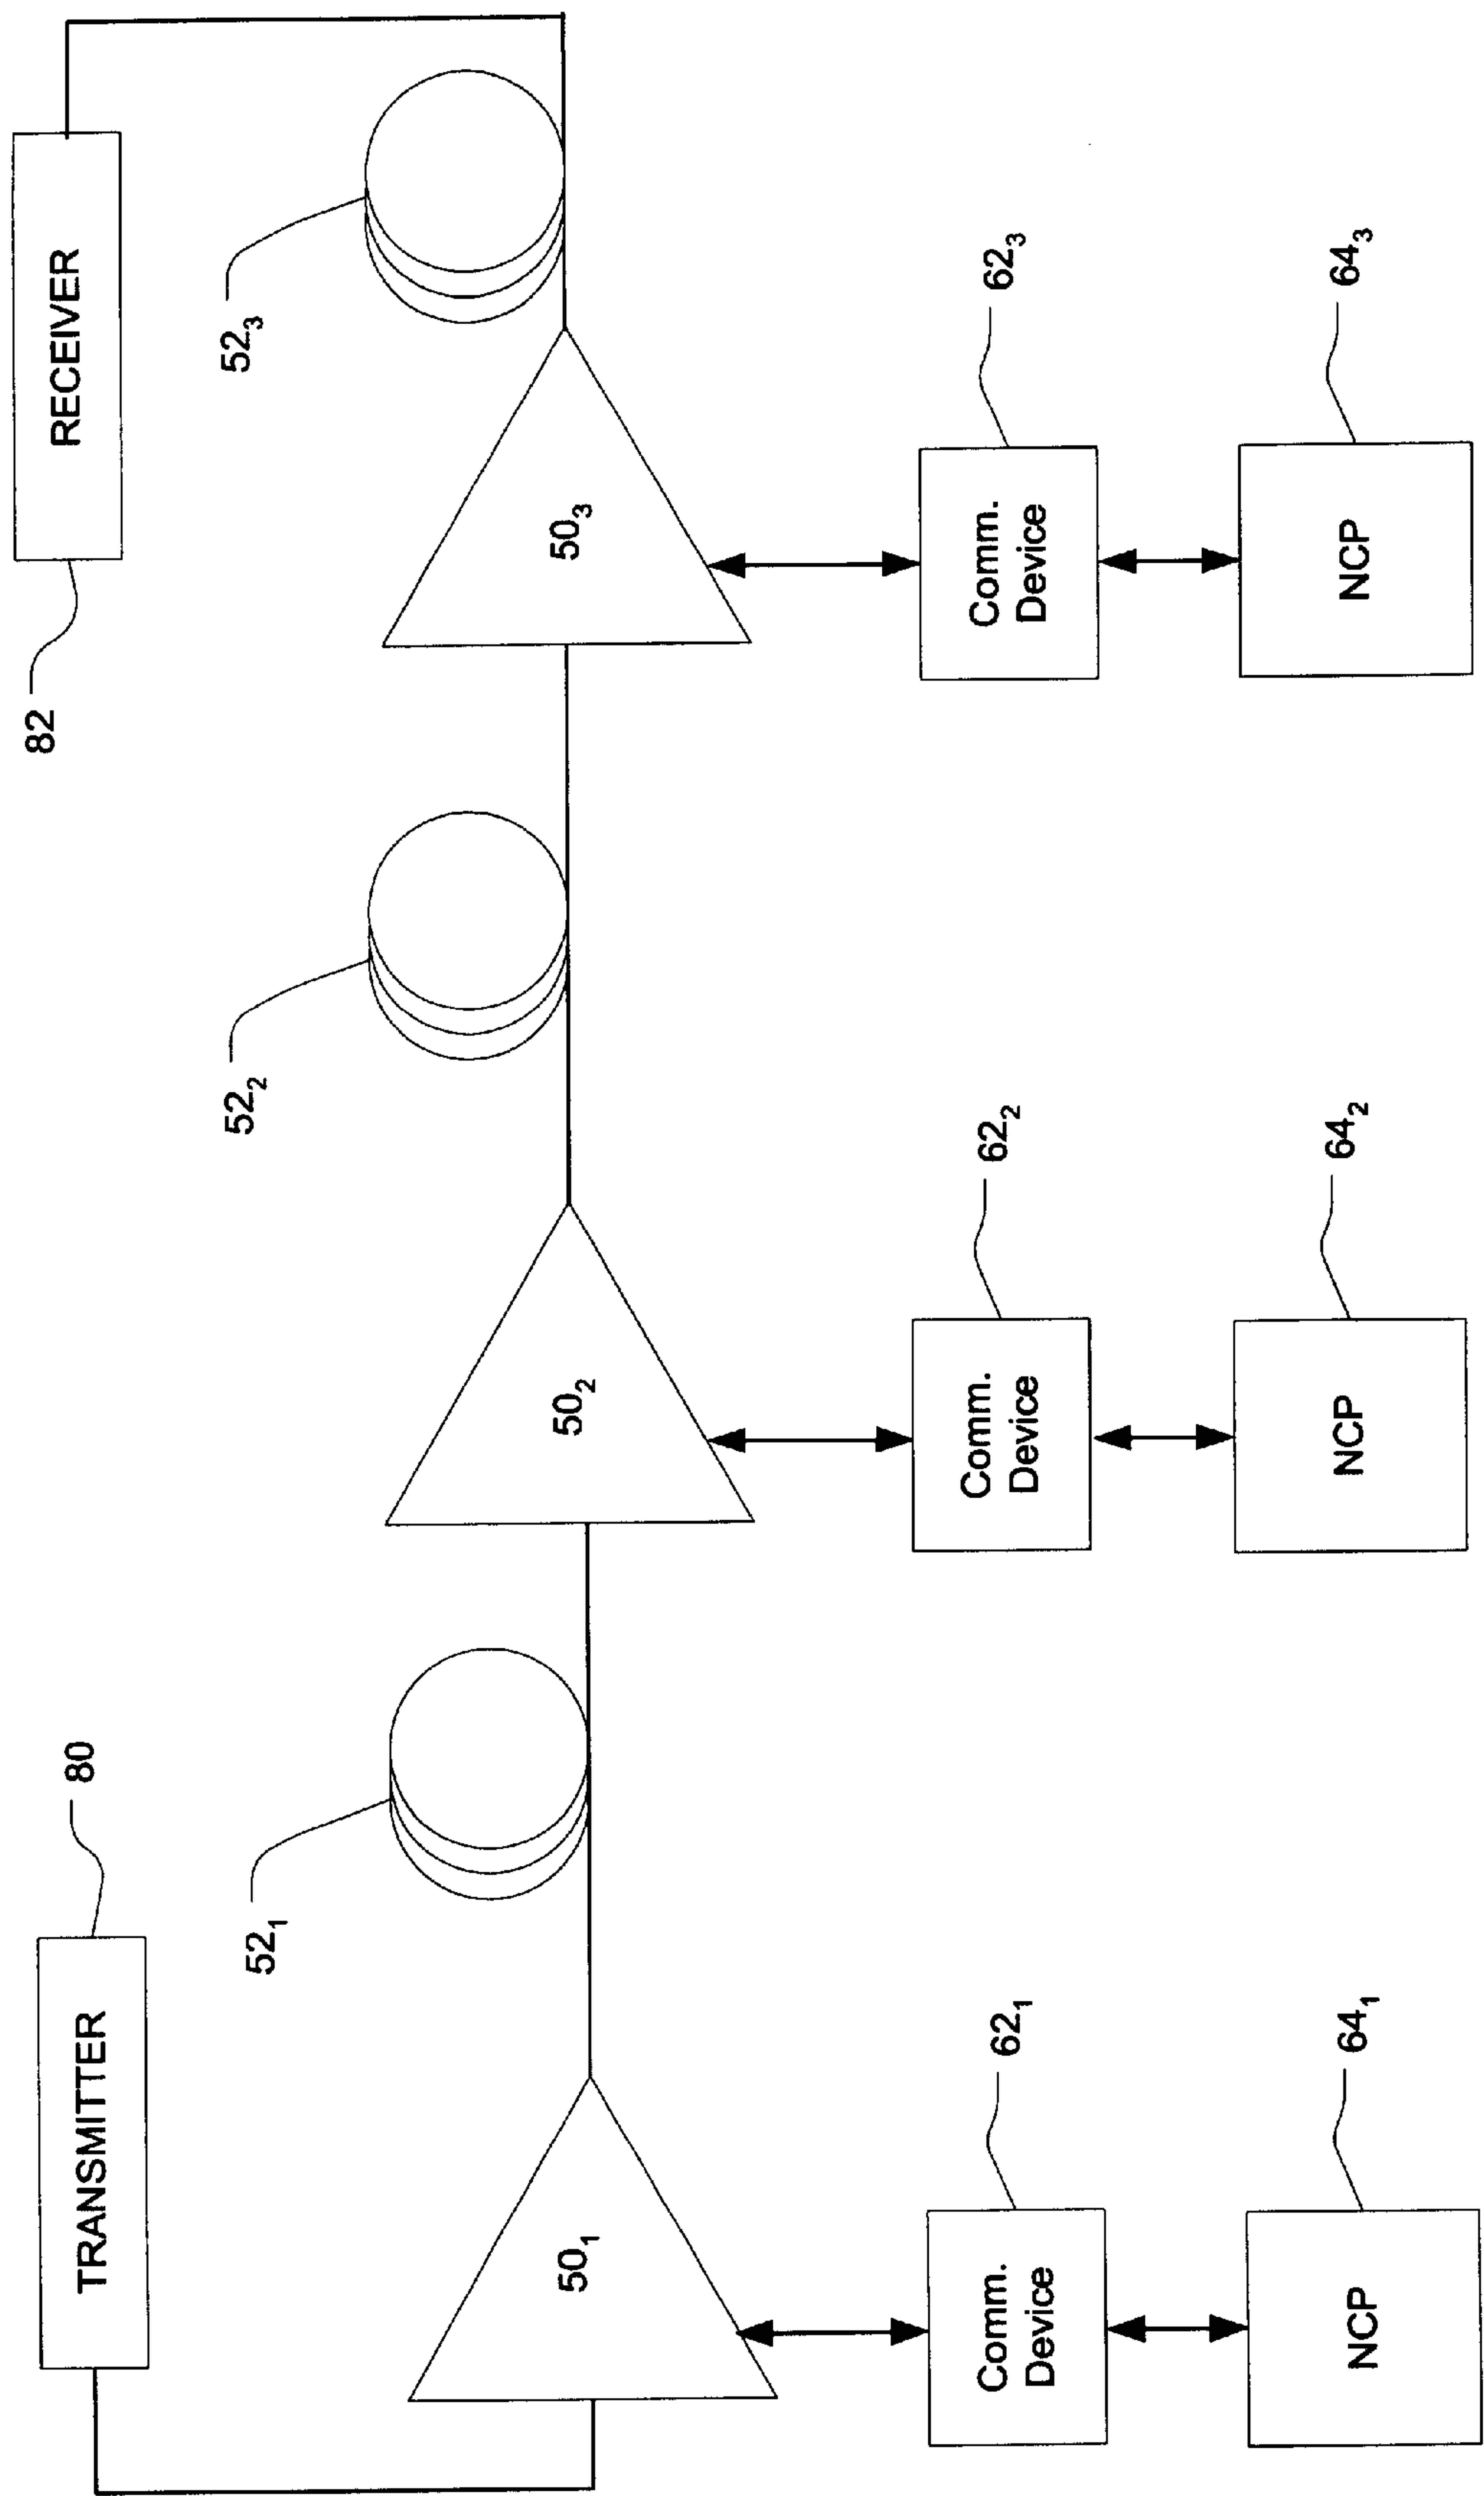 TRANSMITTER
80
RECEIVER
82
52₁
52₂
52₃
50₁
50₂
50₃
Comm.
Device
62₁
Comm.
Device
62₂
Comm.
Device
62₃
NCP
64₁
NCP
64₂
NCP
64₃